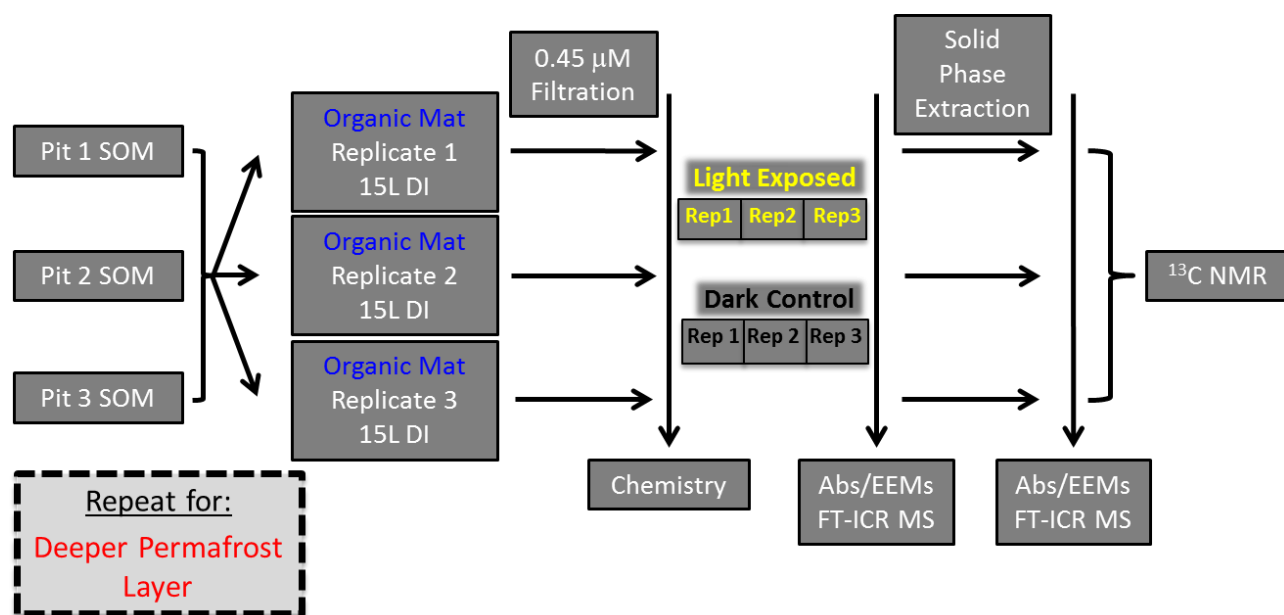 Pit 1 SOM
Pit 2 SOM
Pit 3 SOM
Repeat for:
Deeper Permafrost
Layer
Organic Mat
Replicate 1
15L DI
Organic Mat
Replicate 2
15L DI
Organic Mat
Replicate 3
15L DI
0.45 μM
Filtration
Chemistry
Light Exposed
Rep1 Rep2 Rep3
Dark Control
Rep 1 Rep 2 Rep 3
Abs/EEMs
FT-ICR MS
Solid
Phase
Extraction
Abs/EEMs
FT-ICR MS
¹³C NMR